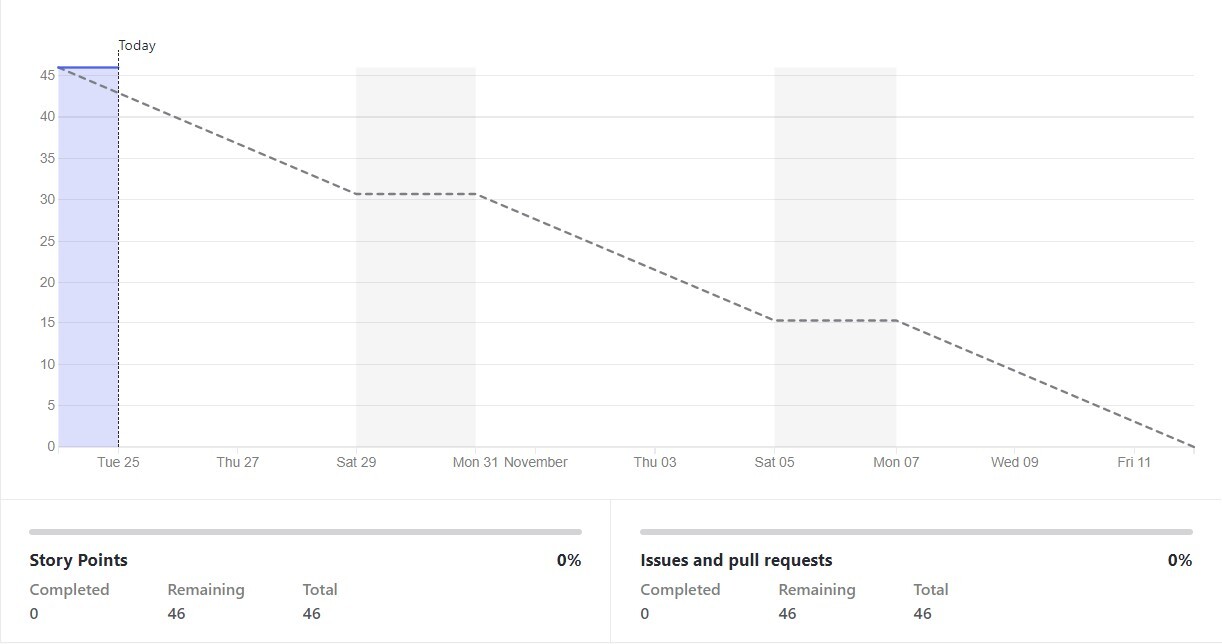 Today
45
40
35
30
25
20
15
10
5
0
Tue 25 Thu 27 Sat 29 Mon 31 November Thu 03 Sat 05 Mon 07 Wed 09 Fri 11
Story Points 0%
Completed Remaining Total
0 46 46
Issues and pull requests 0%
Completed Remaining Total
0 46 46